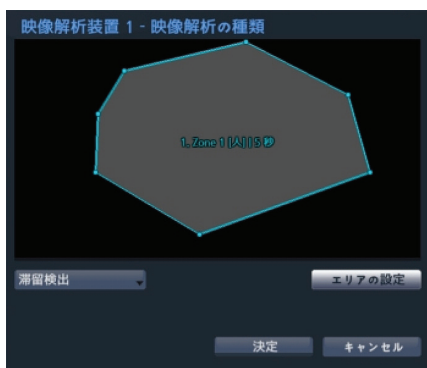 映像解析装置 1 - 映像解析の種類
1. Zone 1 [人] | 5 秒
滞留検出
エリアの設定
決定
キャンセル